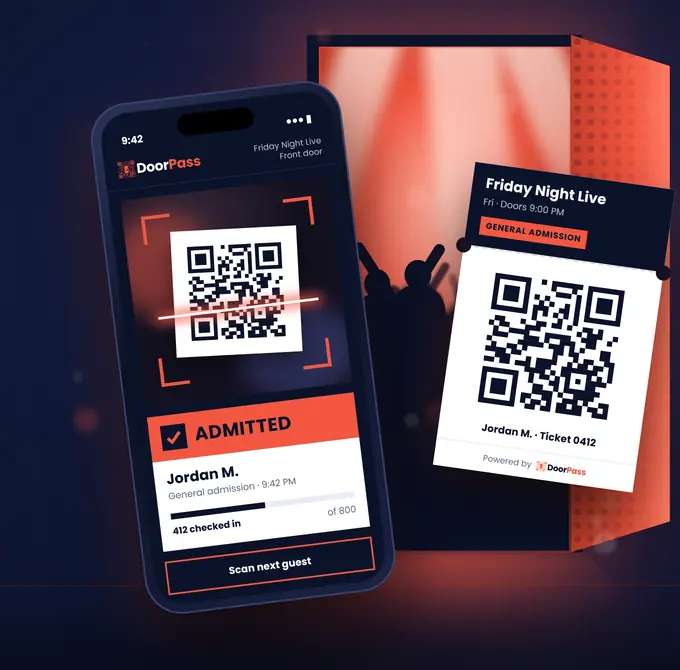 9:42
DoorPass
Friday Night Live
Front door
ADMITTED
Jordan M.
General admission · 9:42 PM
412 checked in
of 800
Scan next guest
Friday Night Live
Fri · Doors 9:00 PM
GENERAL ADMISSION
Jordan M. · Ticket 0412
Powered by DoorPass